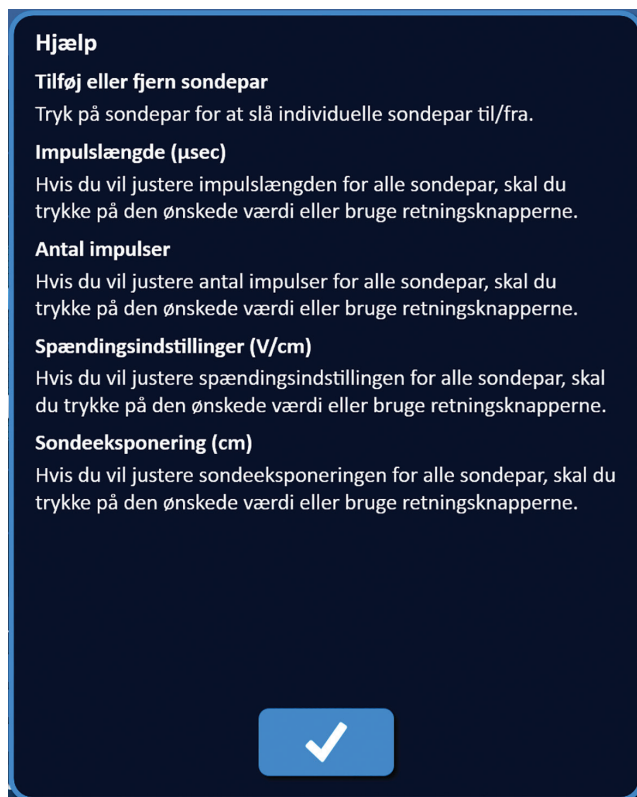 Hjælp
Tilføj eller fjern sondepar
Tryk på sondepar for at slå individuelle sondepar til/fra.
Impulslængde (µsec)
Hvis du vil justere impulslængden for alle sondepar, skal du
trykke på den ønskede værdi eller bruge retningsknapperne.
Antal impulser
Hvis du vil justere antal impulser for alle sondepar, skal du
trykke på den ønskede værdi eller bruge retningsknapperne.
Spændingsindstillinger (V/cm)
Hvis du vil justere spændingsindstillingen for alle sondepar, skal
du trykke på den ønskede værdi eller bruge retningsknapperne.
Sondeeksponering (cm)
Hvis du vil justere sondeeksponeringen for alle sondepar, skal du
trykke på den ønskede værdi eller bruge retningsknapperne.